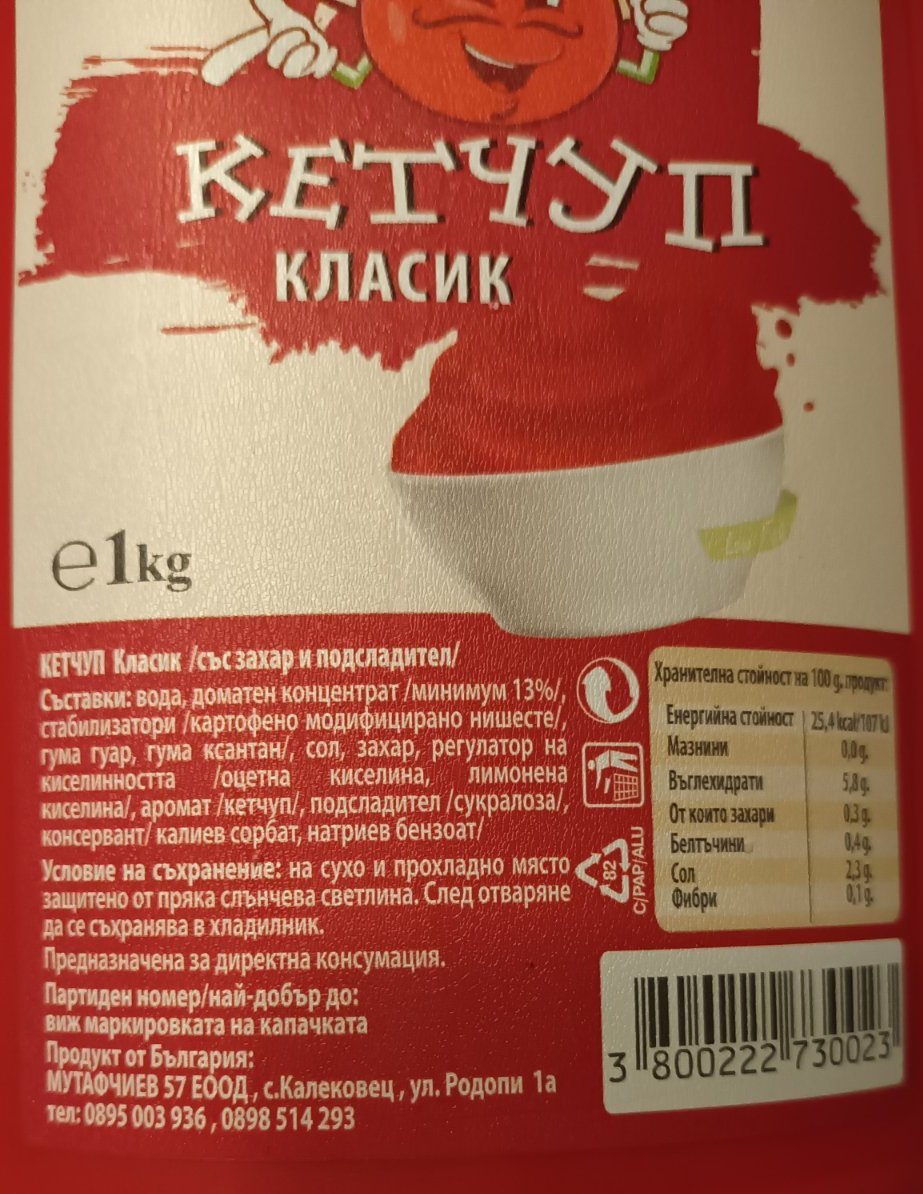 КЕТЧУП
КЛАСИК
℮1kg
КЕТЧУП Класик /със захар и подсладител/
Съставки: вода, доматен концентрат /минимум 13%/,
стабилизатори /картофено модифицирано нишесте/,
гума гуар, гума ксантан/, сол, захар, регулатор на
киселинността /оцетна киселина, лимонена
киселина/, аромат /кетчуп/, подсладител /сукралоза/,
консервант/ калиев сорбат, натриев бензоат/
Условие на съхранение: на сухо и прохладно място
защитено от пряка слънчева светлина. След отваряне
да се съхранява в хладилник.
Предназначена за директна консумация.
Партиден номер/най-добър до:
виж маркировката на капачката
Продукт от България:
МУТАФЧИЕВ 57 ЕООД, с.Калековец, ул. Родопи 1а
тел: 0895 003 936, 0898 514 293
82
C/PAP/ALU
Хранителна стойност на 100 g. продукт:
Енергийна стойност 25,4 kcal/107 kJ
Мазнини 0,0 g.
Въглехидрати 5,8 g.
От които захари 0,3 g.
Белтъчини 0,4 g.
Сол 2,3 g.
Фибри 0,1 g.
3 800222 730023